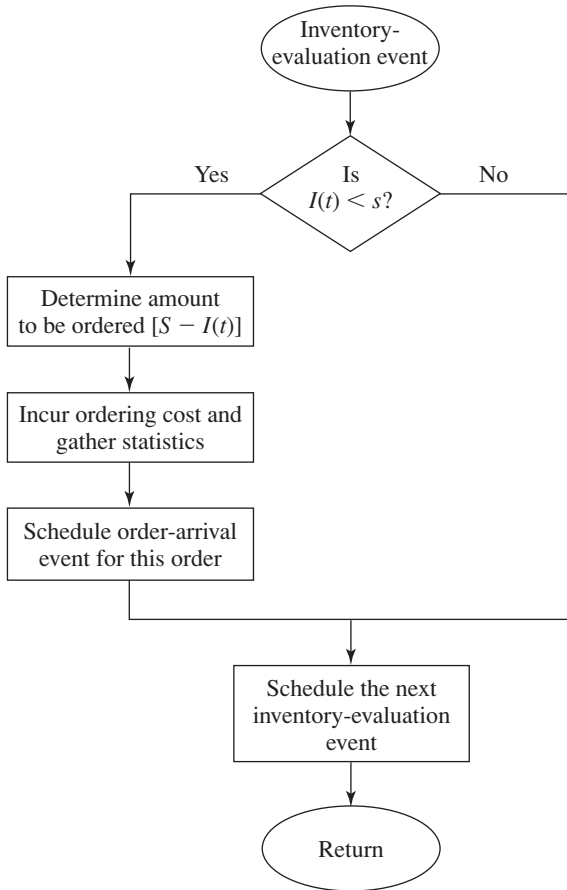 Inventory-
evaluation event
Is
I(t) < s?
Yes
No
Determine amount
to be ordered [S − I(t)]
Incur ordering cost and
gather statistics
Schedule order-arrival
event for this order
Schedule the next
inventory-evaluation
event
Return